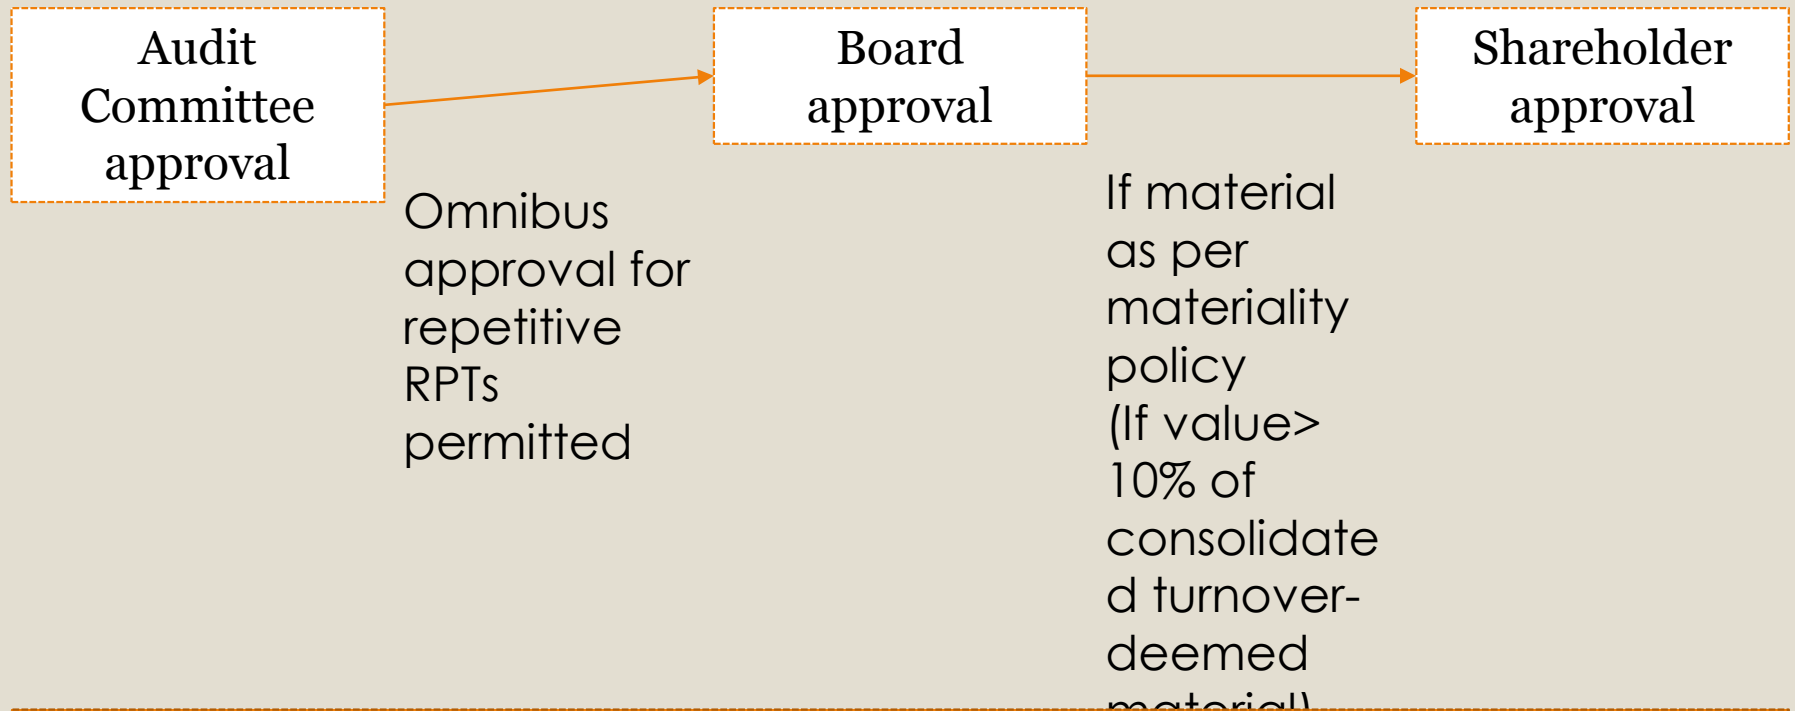 Audit
Committee
approval
Board
approval
Shareholder
approval
Omnibus
approval for
repetitive
RPTs
permitted
If material
as per
materiality
policy
(If value>
10% of
consolidate
d turnover-
deemed
material)